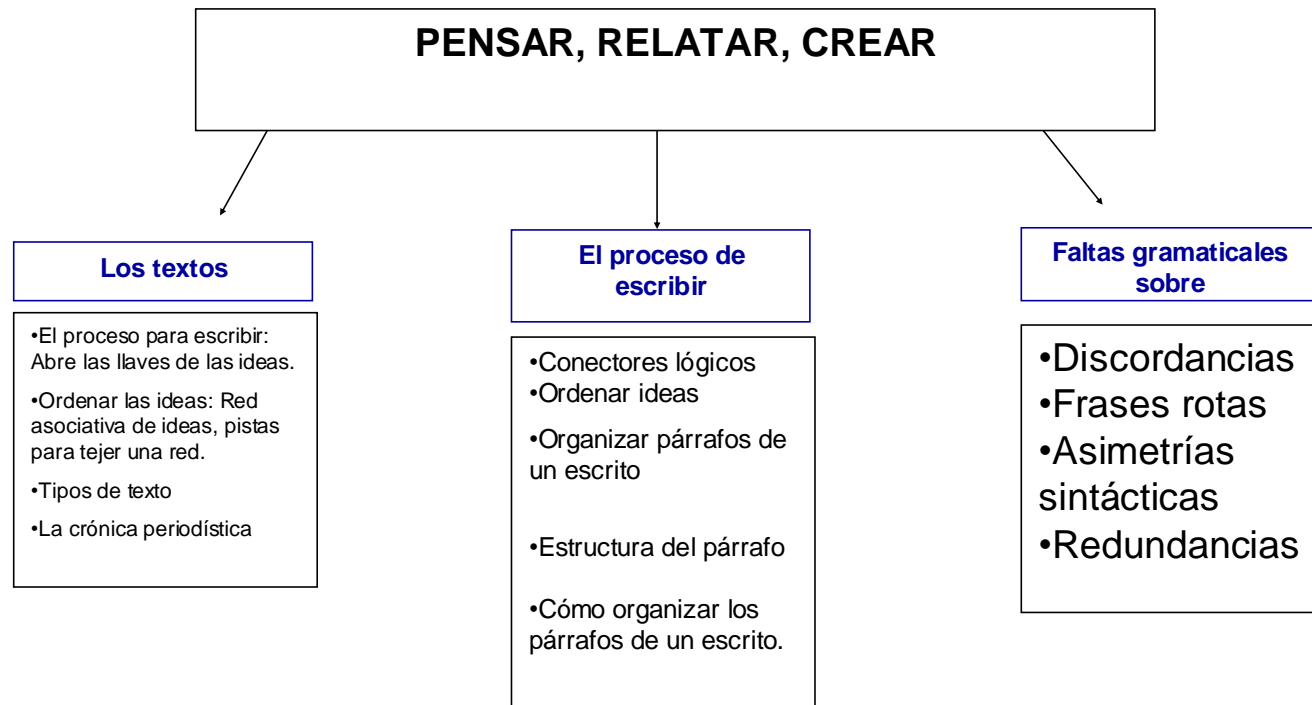 PENSAR, RELATAR, CREAR
Los textos
•El proceso para escribir:
Abre las llaves de las ideas.
•Ordenar las ideas: Red
asociativa de ideas, pistas
para tejer una red.
•Tipos de texto
•La crónica periodística
El proceso de
escribir
•Conectores lógicos
•Ordenar ideas
•Organizar párrafos de
un escrito
•Estructura del párrafo
•Cómo organizar los
párrafos de un escrito.
Faltas gramaticales
sobre
•Discordancias
•Frases rotas
•Asimetrías
sintácticas
•Redundancias